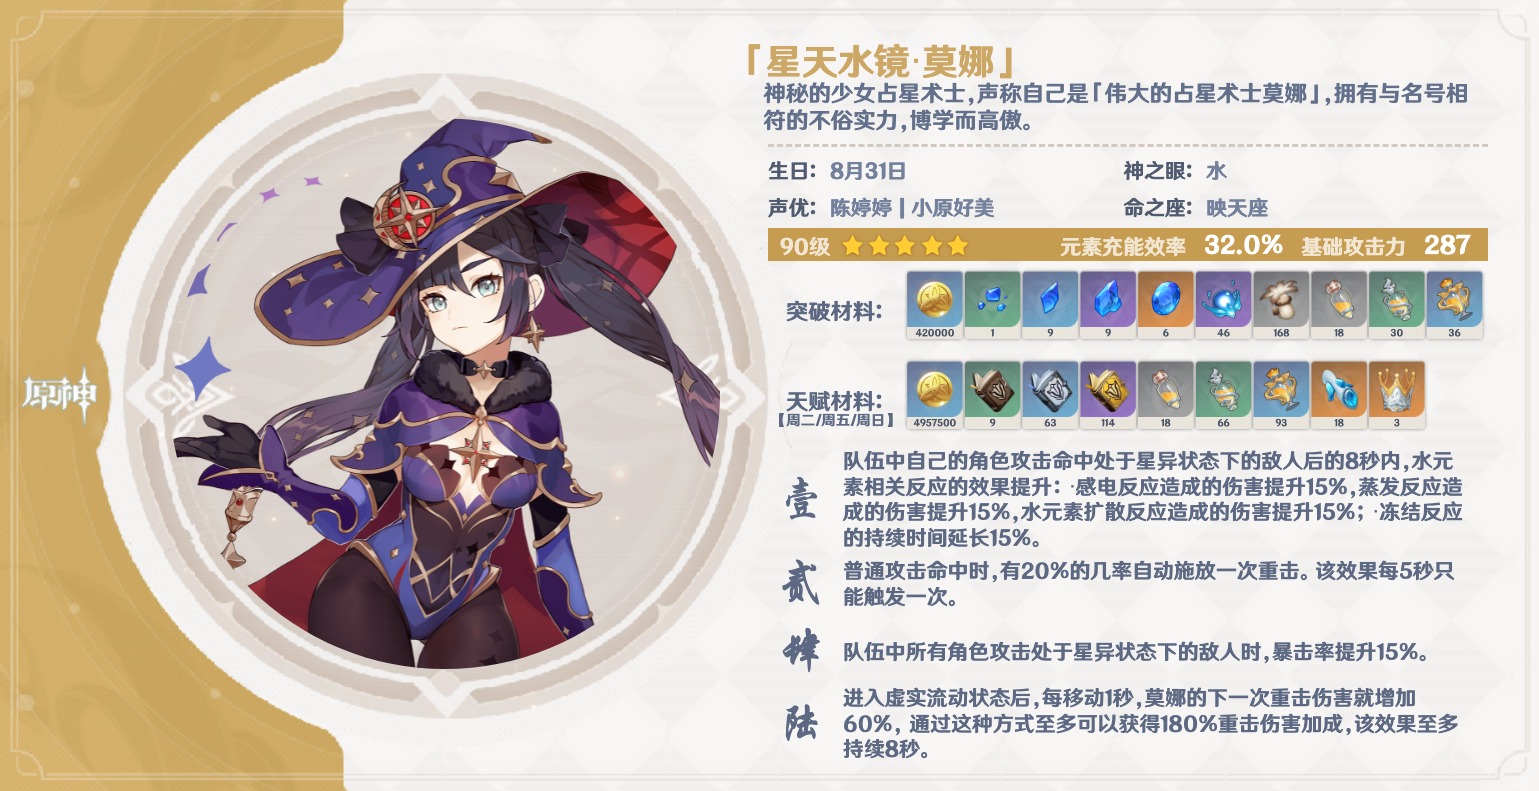 原神
「星天水镜·莫娜」
神秘的少女占星术士,声称自己是「伟大的占星术士莫娜」,拥有与名号相
符的不俗实力,博学而高傲。
生日: 8月31日 神之眼: 水
声优: 陈婷婷 | 小原好美 命之座: 映天座
90级 元素充能效率 32.0% 基础攻击力 287
突破材料:
420000 1 9 9 6 46 168 18 30 36
天赋材料:
【周二/周五/周日】
4957500 9 63 114 18 66 93 18 3
壹
队伍中自己的角色攻击命中处于星异状态下的敌人后的8秒内,水元
素相关反应的效果提升: ·感电反应造成的伤害提升15%,蒸发反应造
成的伤害提升15%,水元素扩散反应造成的伤害提升15%; ·冻结反应
的持续时间延长15%。
贰
普通攻击命中时,有20%的几率自动施放一次重击。该效果每5秒只
能触发一次。
肆
队伍中所有角色攻击处于星异状态下的敌人时,暴击率提升15%。
陆
进入虚实流动状态后,每移动1秒,莫娜的下一次重击伤害就增加
60%, 通过这种方式至多可以获得180%重击伤害加成,该效果至多
持续8秒。